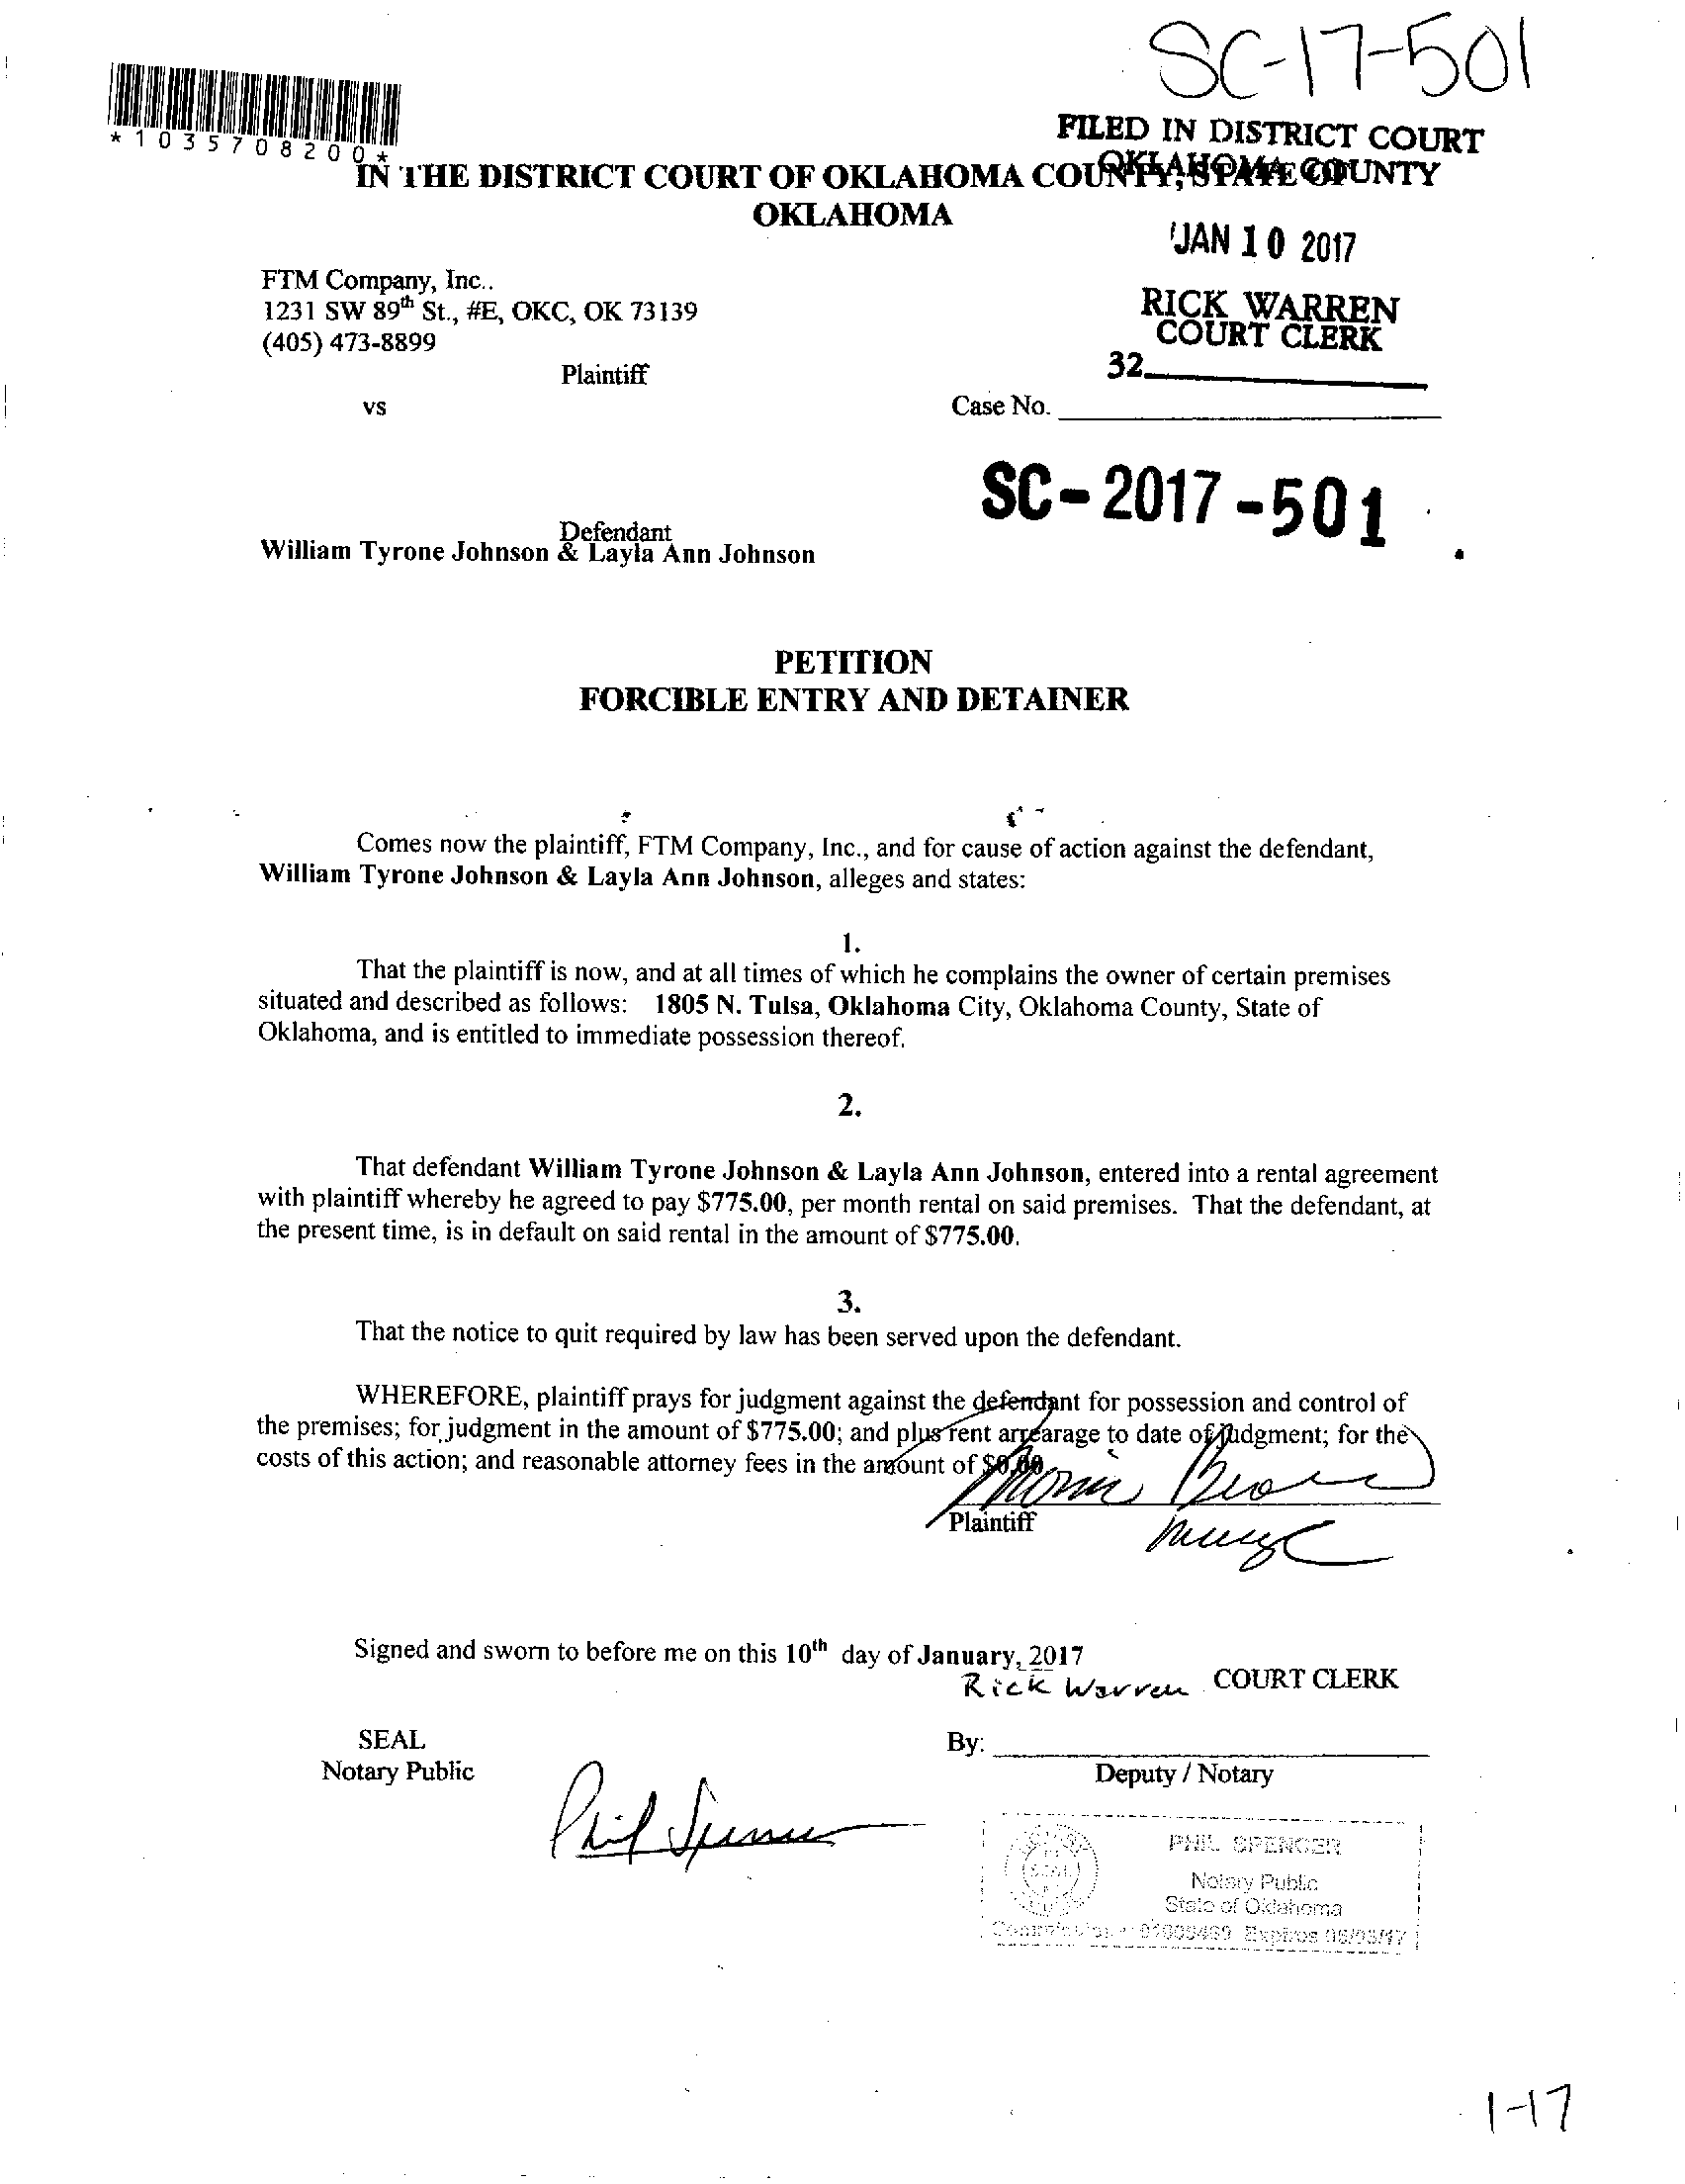 SC-17-501
*1035708200*
FILED IN DISTRICT COURT
OKLAHOMA COUNTY
IN THE DISTRICT COURT OF OKLAHOMA COUNTY, STATE OF
OKLAHOMA
JAN 10 2017
FTM Company, Inc..
1231 SW 89th St., #E, OKC, OK 73139
(405) 473-8899
RICK WARREN
COURT CLERK
32
Plaintiff
vs
Case No.
SC-2017-501
Defendant
William Tyrone Johnson & Layla Ann Johnson
PETITION
FORCIBLE ENTRY AND DETAINER
Comes now the plaintiff, FTM Company, Inc., and for cause of action against the defendant,
William Tyrone Johnson & Layla Ann Johnson, alleges and states:
1.
That the plaintiff is now, and at all times of which he complains the owner of certain premises
situated and described as follows: 1805 N. Tulsa, Oklahoma City, Oklahoma County, State of
Oklahoma, and is entitled to immediate possession thereof.
2.
That defendant William Tyrone Johnson & Layla Ann Johnson, entered into a rental agreement
with plaintiff whereby he agreed to pay $775.00, per month rental on said premises. That the defendant, at
the present time, is in default on said rental in the amount of $775.00.
3.
That the notice to quit required by law has been served upon the defendant.
WHEREFORE, plaintiff prays for judgment against the defendant for possession and control of
the premises; for judgment in the amount of $775.00; and plus rent arrearage to date of judgment; for the
costs of this action; and reasonable attorney fees in the amount of $0.00
Plaintiff
Signed and sworn to before me on this 10th day of January, 2017
Rick Warren COURT CLERK
SEAL
By:
Notary Public
Deputy / Notary
Phil Spencer
PHIL SPENCER
Notary Public
State of Oklahoma
Expires 05/03/17
1-17